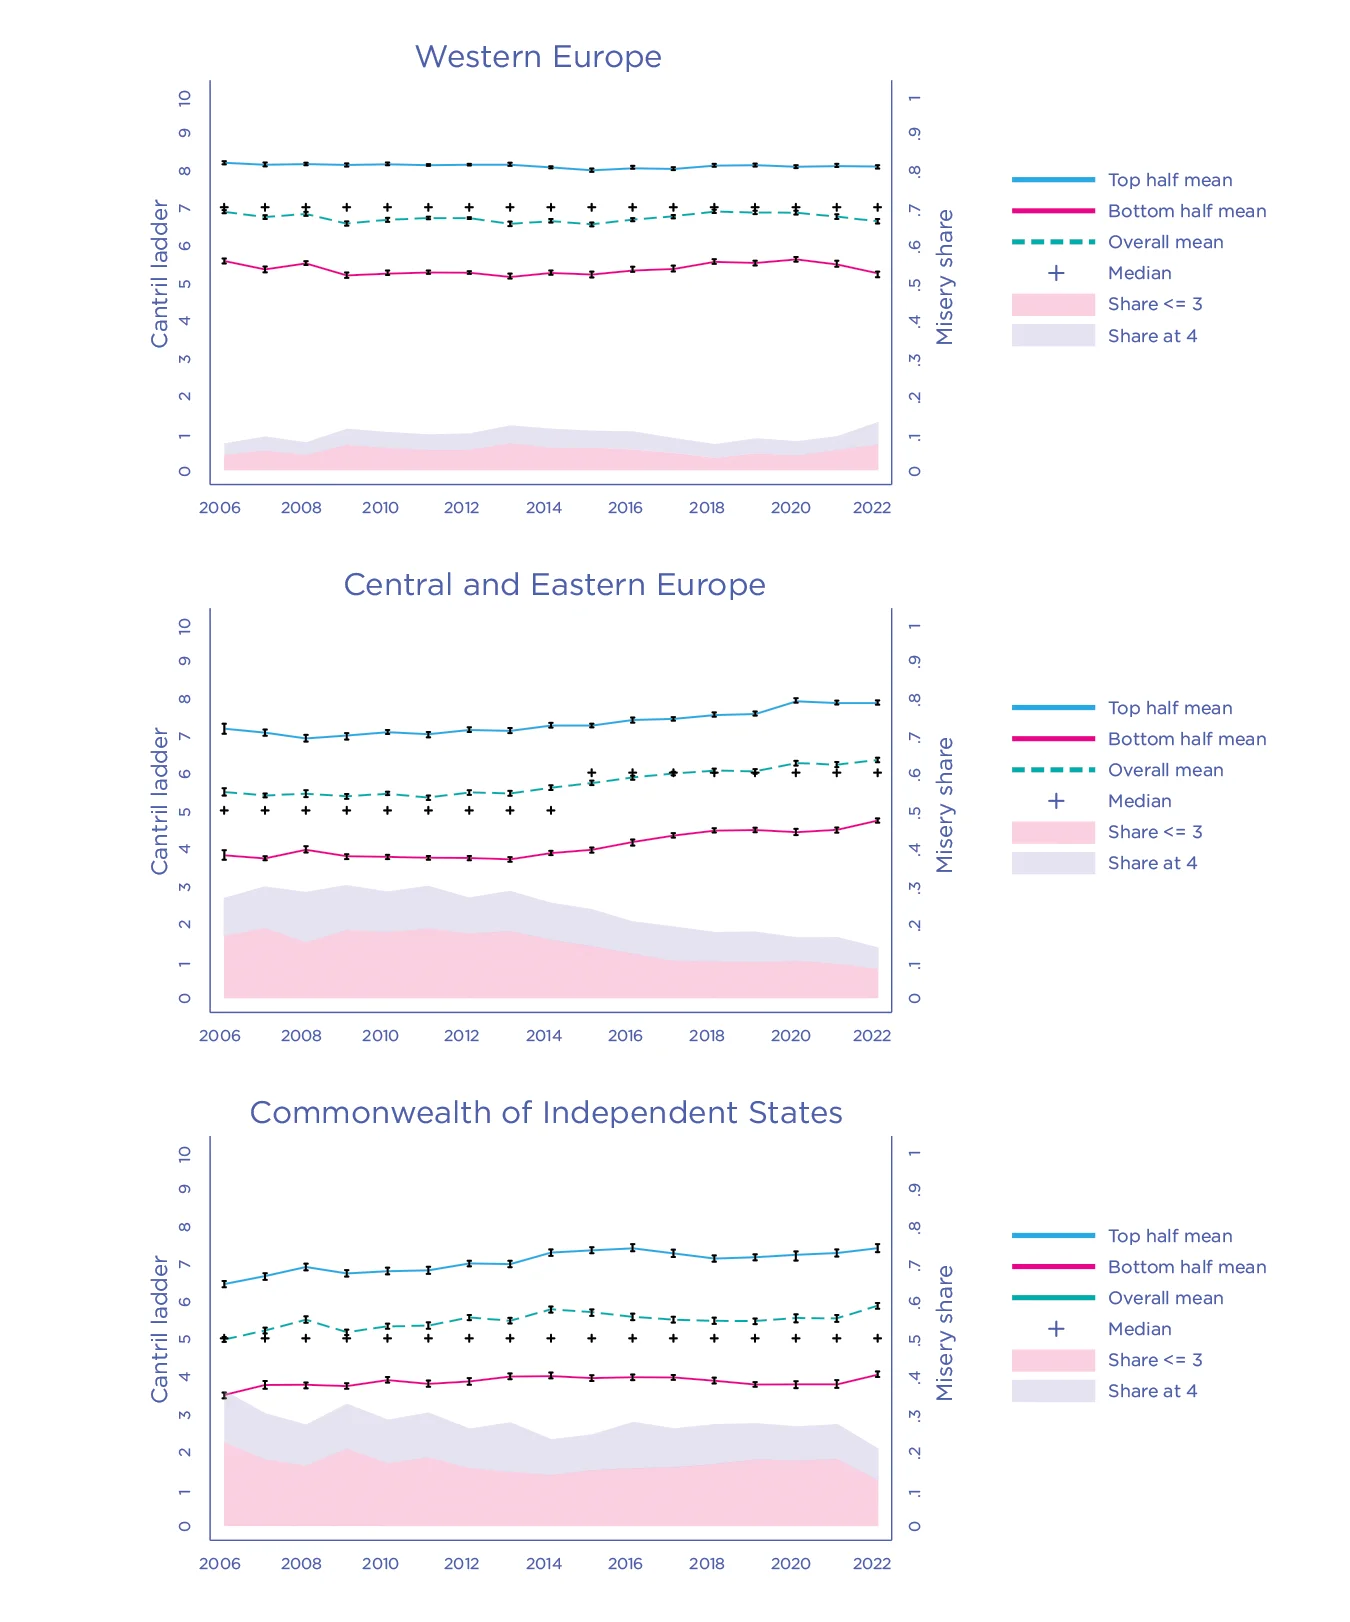 Western Europe
10
9
8
7
6
5
4
3
2
1
0
Cantril ladder
1
.9
.8
.7
.6
.5
.4
.3
.2
.1
0
Misery share
2006 2008 2010 2012 2014 2016 2018 2020 2022
Top half mean
Bottom half mean
Overall mean
Median
Share <= 3
Share at 4
Central and Eastern Europe
10
9
8
7
6
5
4
3
2
1
0
Cantril ladder
1
.9
.8
.7
.6
.5
.4
.3
.2
.1
0
Misery share
2006 2008 2010 2012 2014 2016 2018 2020 2022
Top half mean
Bottom half mean
Overall mean
Median
Share <= 3
Share at 4
Commonwealth of Independent States
10
9
8
7
6
5
4
3
2
1
0
Cantril ladder
1
.9
.8
.7
.6
.5
.4
.3
.2
.1
0
Misery share
2006 2008 2010 2012 2014 2016 2018 2020 2022
Top half mean
Bottom half mean
Overall mean
Median
Share <= 3
Share at 4